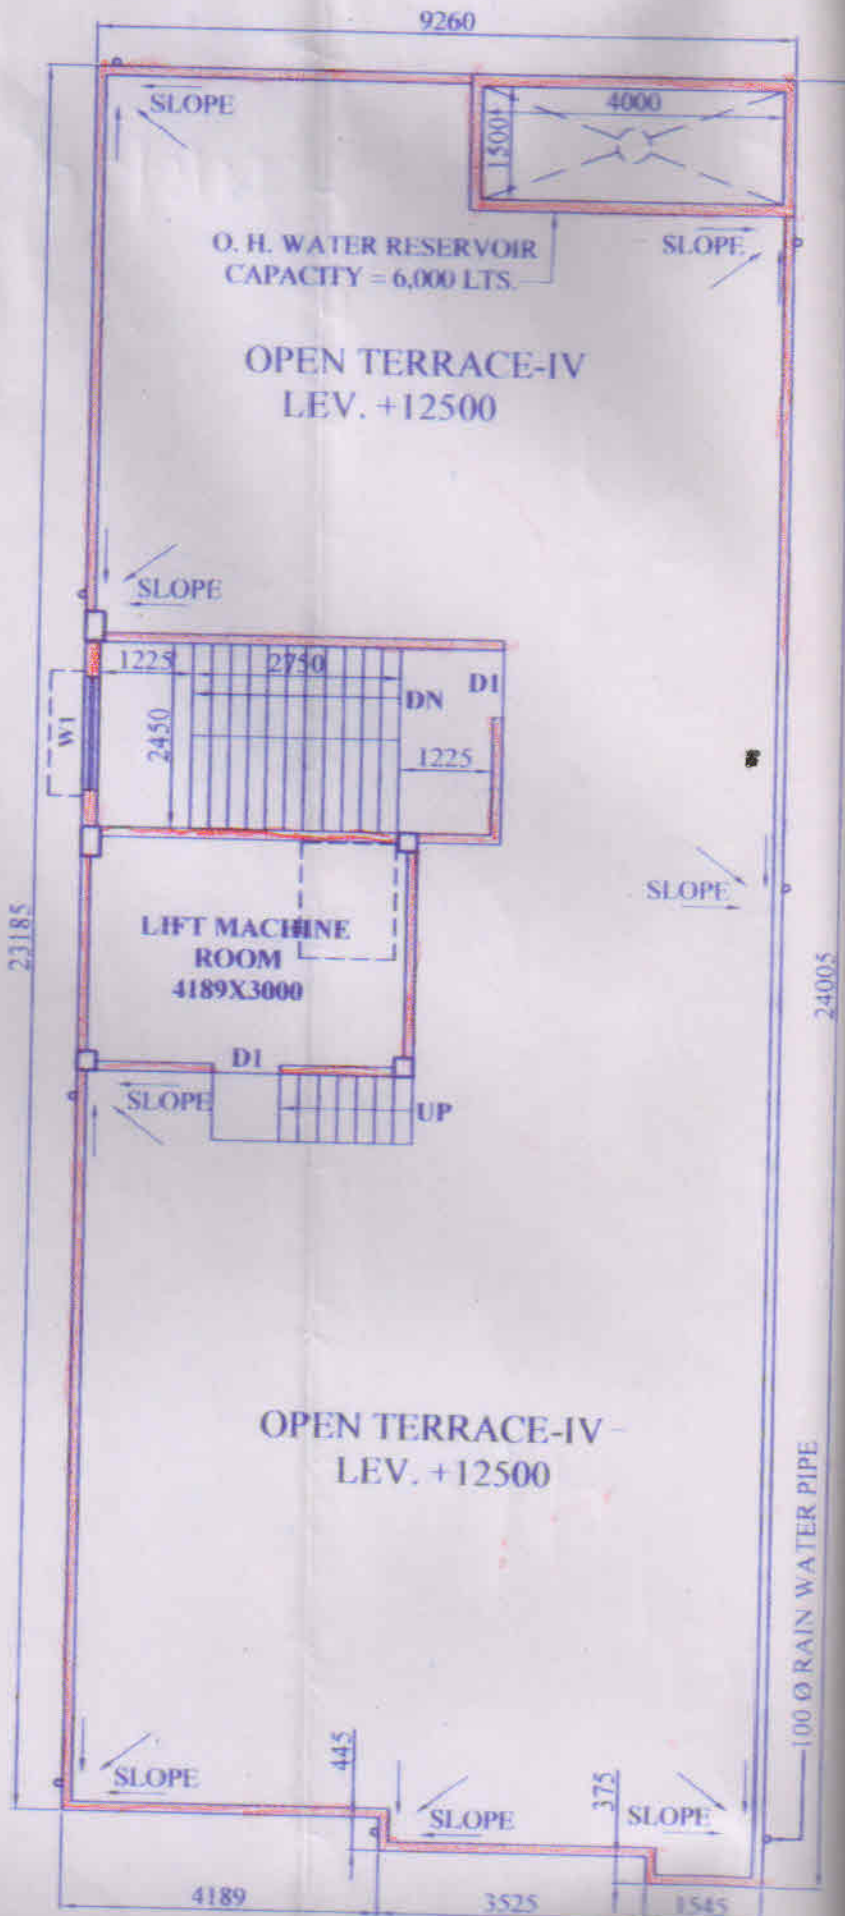 9260
SLOPE
4000
1500
O. H. WATER RESERVOIR
CAPACITY = 6,000 LTS.
SLOPE
OPEN TERRACE-IV
LEV. +12500
SLOPE
1225
2750
DN
D1
W1
2450
1225
SLOPE
23185
LIFT MACHINE
ROOM
4189X3000
24005
D1
SLOPE
UP
OPEN TERRACE-IV
LEV. +12500
100 Ø RAIN WATER PIPE
445
375
SLOPE
SLOPE
SLOPE
4189
3525
1545